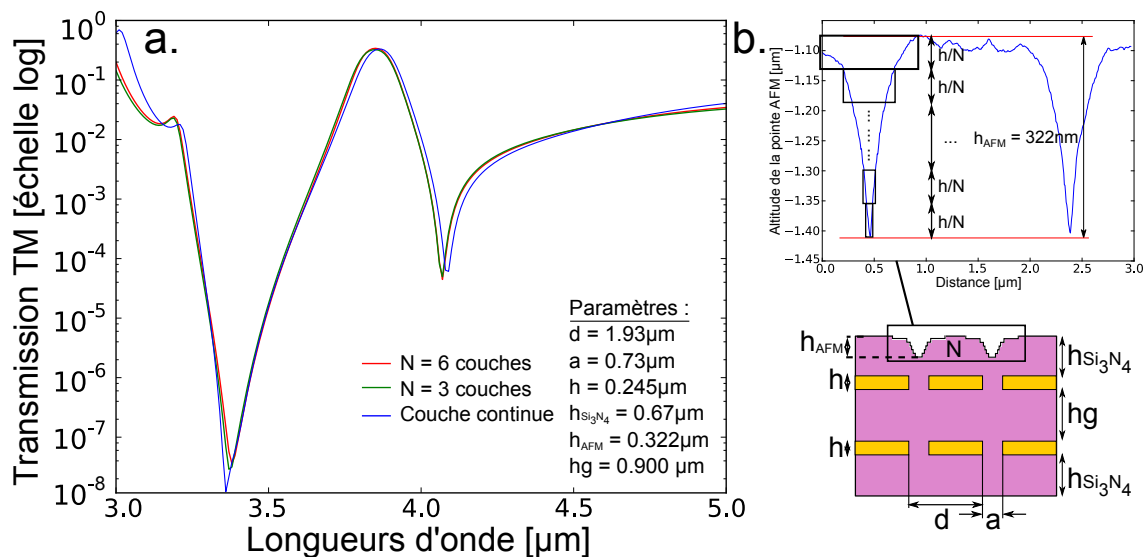 a.
Transmission TM [échelle log]
10⁰
10⁻¹
10⁻²
10⁻³
10⁻⁴
10⁻⁵
10⁻⁶
10⁻⁷
10⁻⁸
3.0
3.5
4.0
4.5
5.0
Longueurs d'onde [µm]
N = 6 couches
N = 3 couches
Couche continue
Paramètres :
d = 1.93µm
a = 0.73µm
h = 0.245µm
hSi₃N₄ = 0.67µm
hAFM = 0.322µm
hg = 0.900 µm
b.
Altitude de la pointe AFM [µm]
−1.10
−1.15
−1.20
−1.25
−1.30
−1.35
−1.40
−1.45
0.0
0.5
1.0
1.5
2.0
2.5
3.0
Distance [µm]
h/N
h/N
... hAFM = 322nm
h/N
h/N
hAFM
N
hSi₃N₄
h
hg
h
hSi₃N₄
d
a